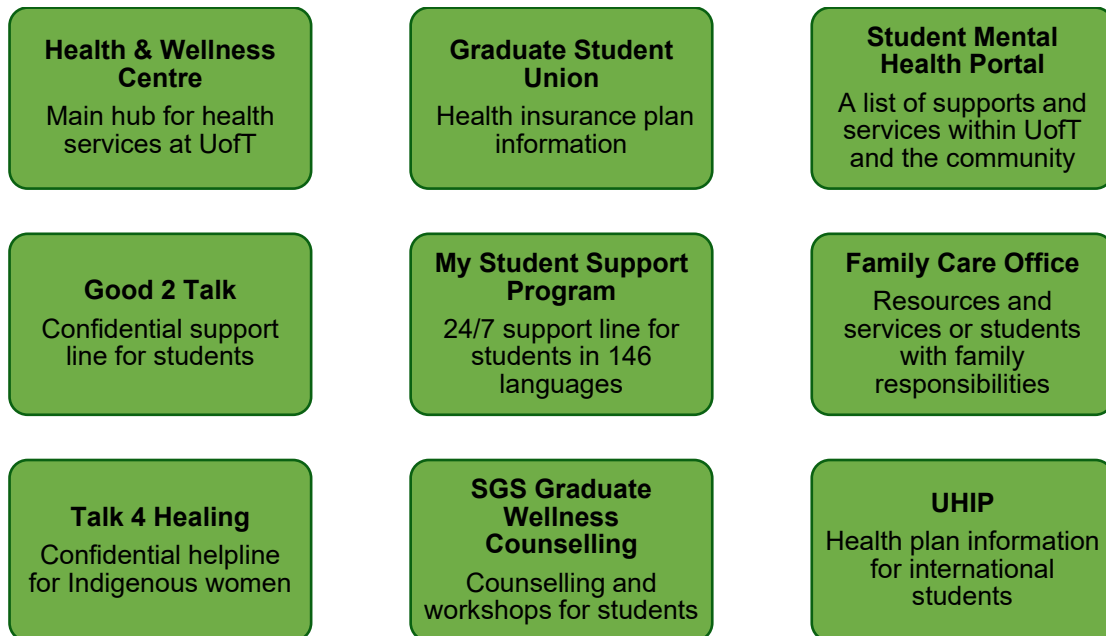 Health & Wellness
Centre
Main hub for health
services at UofT
Graduate Student
Union
Health insurance plan
information
Student Mental
Health Portal
A list of supports and
services within UofT
and the community
Good 2 Talk
Confidential support
line for students
My Student Support
Program
24/7 support line for
students in 146
languages
Family Care Office
Resources and
services or students
with family
responsibilities
Talk 4 Healing
Confidential helpline
for Indigenous women
SGS Graduate
Wellness
Counselling
Counselling and
workshops for students
UHIP
Health plan information
for international
students